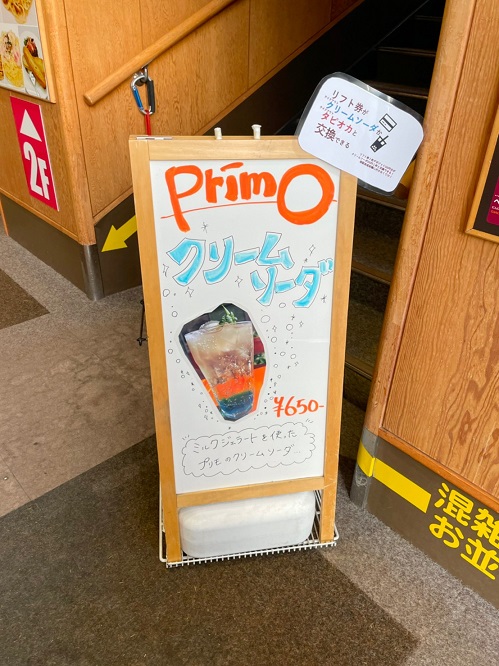 リフト券が
クリームソーダか
タピオカと
交換できる
PrimO
クリーム
ソーダ
¥650-
ミルクジェラートを使った
プリモのクリームソーダ...
2F
混雑
お並